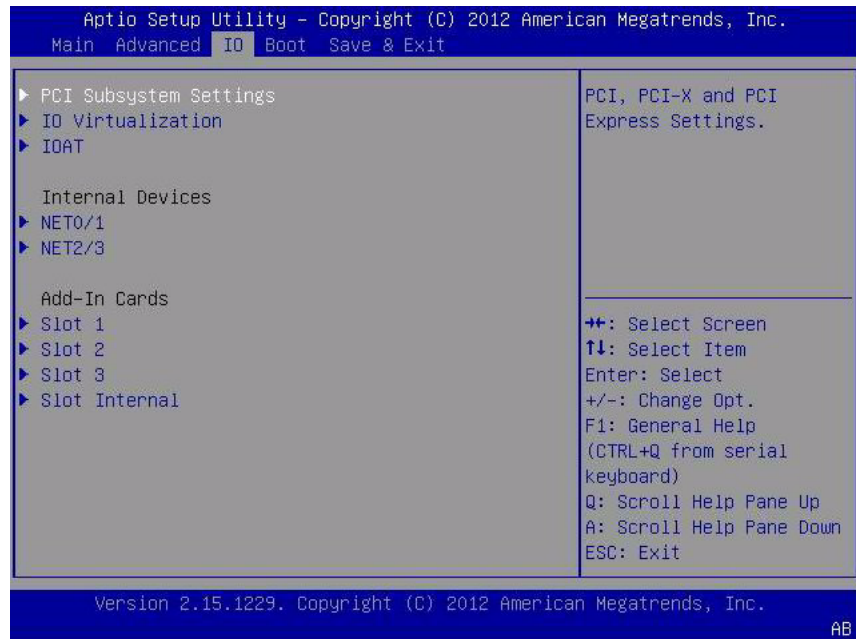 Aptio Setup Utility – Copyright (C) 2012 American Megatrends, Inc.
Main Advanced IO Boot Save & Exit
PCI Subsystem Settings
IO Virtualization
IOAT
Internal Devices
NET0/1
NET2/3
Add-In Cards
Slot 1
Slot 2
Slot 3
Slot Internal
PCI, PCI-X and PCI
Express Settings.
→←: Select Screen
↑↓: Select Item
Enter: Select
+/-: Change Opt.
F1: General Help
(CTRL+Q from serial
keyboard)
Q: Scroll Help Pane Up
A: Scroll Help Pane Down
ESC: Exit
Version 2.15.1229. Copyright (C) 2012 American Megatrends, Inc.
AB